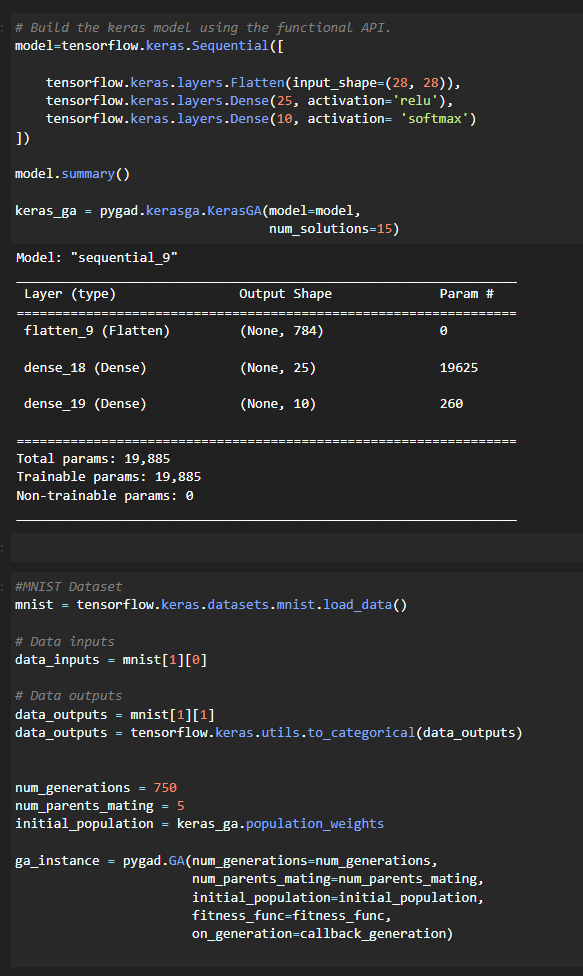 # Build the keras model using the functional API.
model=tensorflow.keras.Sequential([
    tensorflow.keras.layers.Flatten(input_shape=(28, 28)),
    tensorflow.keras.layers.Dense(25, activation='relu'),
    tensorflow.keras.layers.Dense(10, activation= 'softmax')
])
model.summary()
keras_ga = pygad.kerasga.KerasGA(model=model,
                                 num_solutions=15)
Model: "sequential_9"
_________________________________________________________________
 Layer (type)                Output Shape              Param #
=================================================================
 flatten_9 (Flatten)         (None, 784)               0
 dense_18 (Dense)            (None, 25)                19625
 dense_19 (Dense)            (None, 10)                260
=================================================================
Total params: 19,885
Trainable params: 19,885
Non-trainable params: 0
_________________________________________________________________
#MNIST Dataset
mnist = tensorflow.keras.datasets.mnist.load_data()
# Data inputs
data_inputs = mnist[1][0]
# Data outputs
data_outputs = mnist[1][1]
data_outputs = tensorflow.keras.utils.to_categorical(data_outputs)
num_generations = 750
num_parents_mating = 5
initial_population = keras_ga.population_weights
ga_instance = pygad.GA(num_generations=num_generations,
                       num_parents_mating=num_parents_mating,
                       initial_population=initial_population,
                       fitness_func=fitness_func,
                       on_generation=callback_generation)